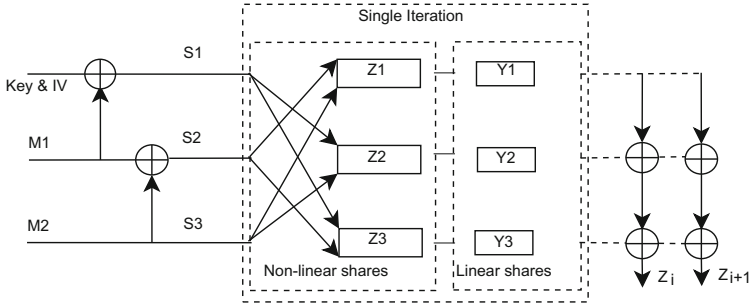 Single Iteration
S1
Z1
Y1
Key & IV
M1
S2
Z2
Y2
M2
S3
Z3
Y3
Non-linear shares
Linear shares
Zi
Zi+1